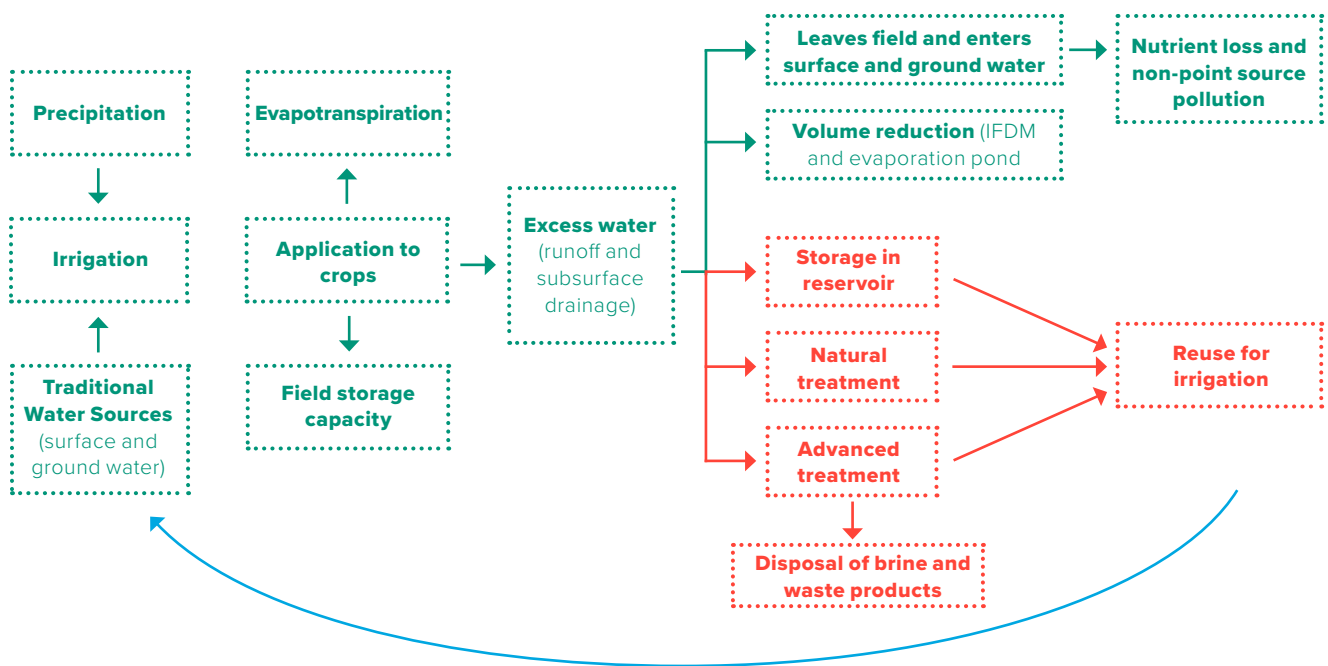 Precipitation
Irrigation
Traditional
Water Sources
(surface and
ground water)
Evapotranspiration
Application to
crops
Field storage
capacity
Excess water
(runoff and
subsurface
drainage)
Leaves field and enters
surface and ground water
Volume reduction (IFDM
and evaporation pond
Storage in
reservoir
Natural
treatment
Advanced
treatment
Disposal of brine and
waste products
Nutrient loss and
non-point source
pollution
Reuse for
irrigation